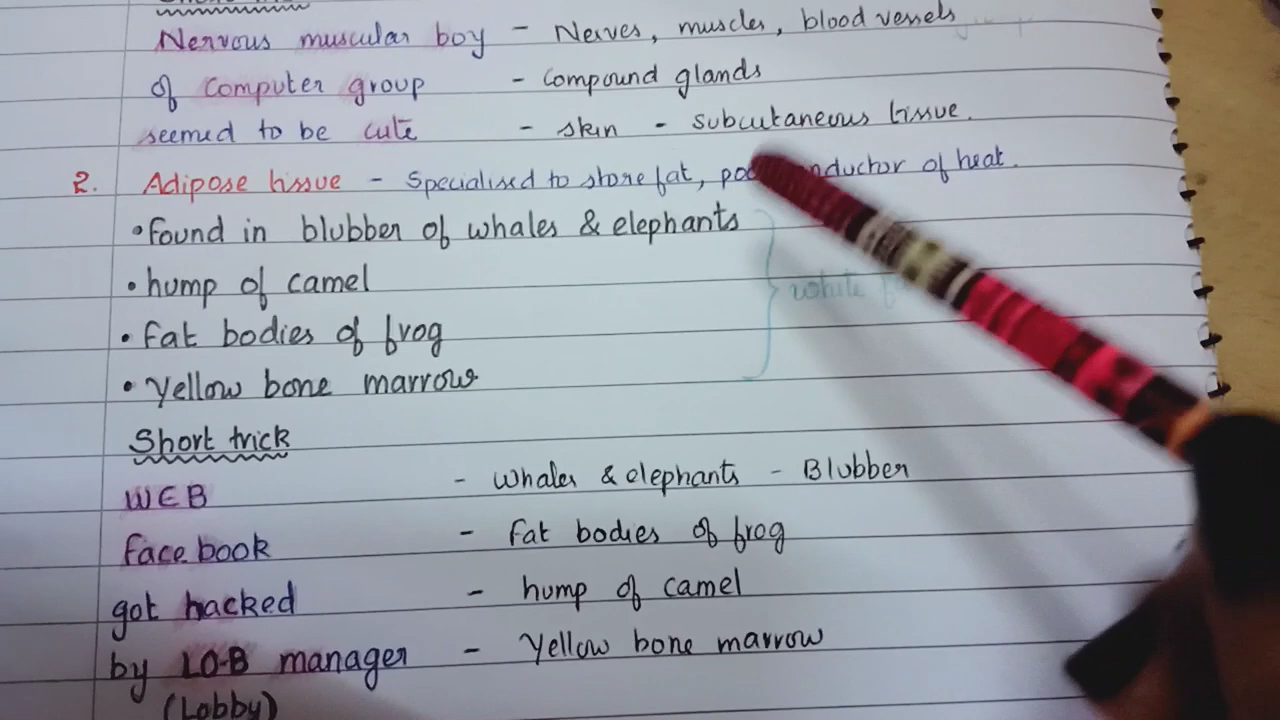 Nervous muscular boy - Nerves, muscles, blood vessels
of computer group - compound glands
seemed to be cute - skin - subcutaneous tissue.
2. Adipose tissue - specialised to store fat, nductor of heat.
• found in blubber of whales & elephants
• hump of camel
• fat bodies of frog
• yellow bone marrow
white
Short trick
WEB - whales & elephants - Blubber
face book - fat bodies of frog
got hacked - hump of camel
by LO-B manager - Yellow bone marrow
(Lobby)